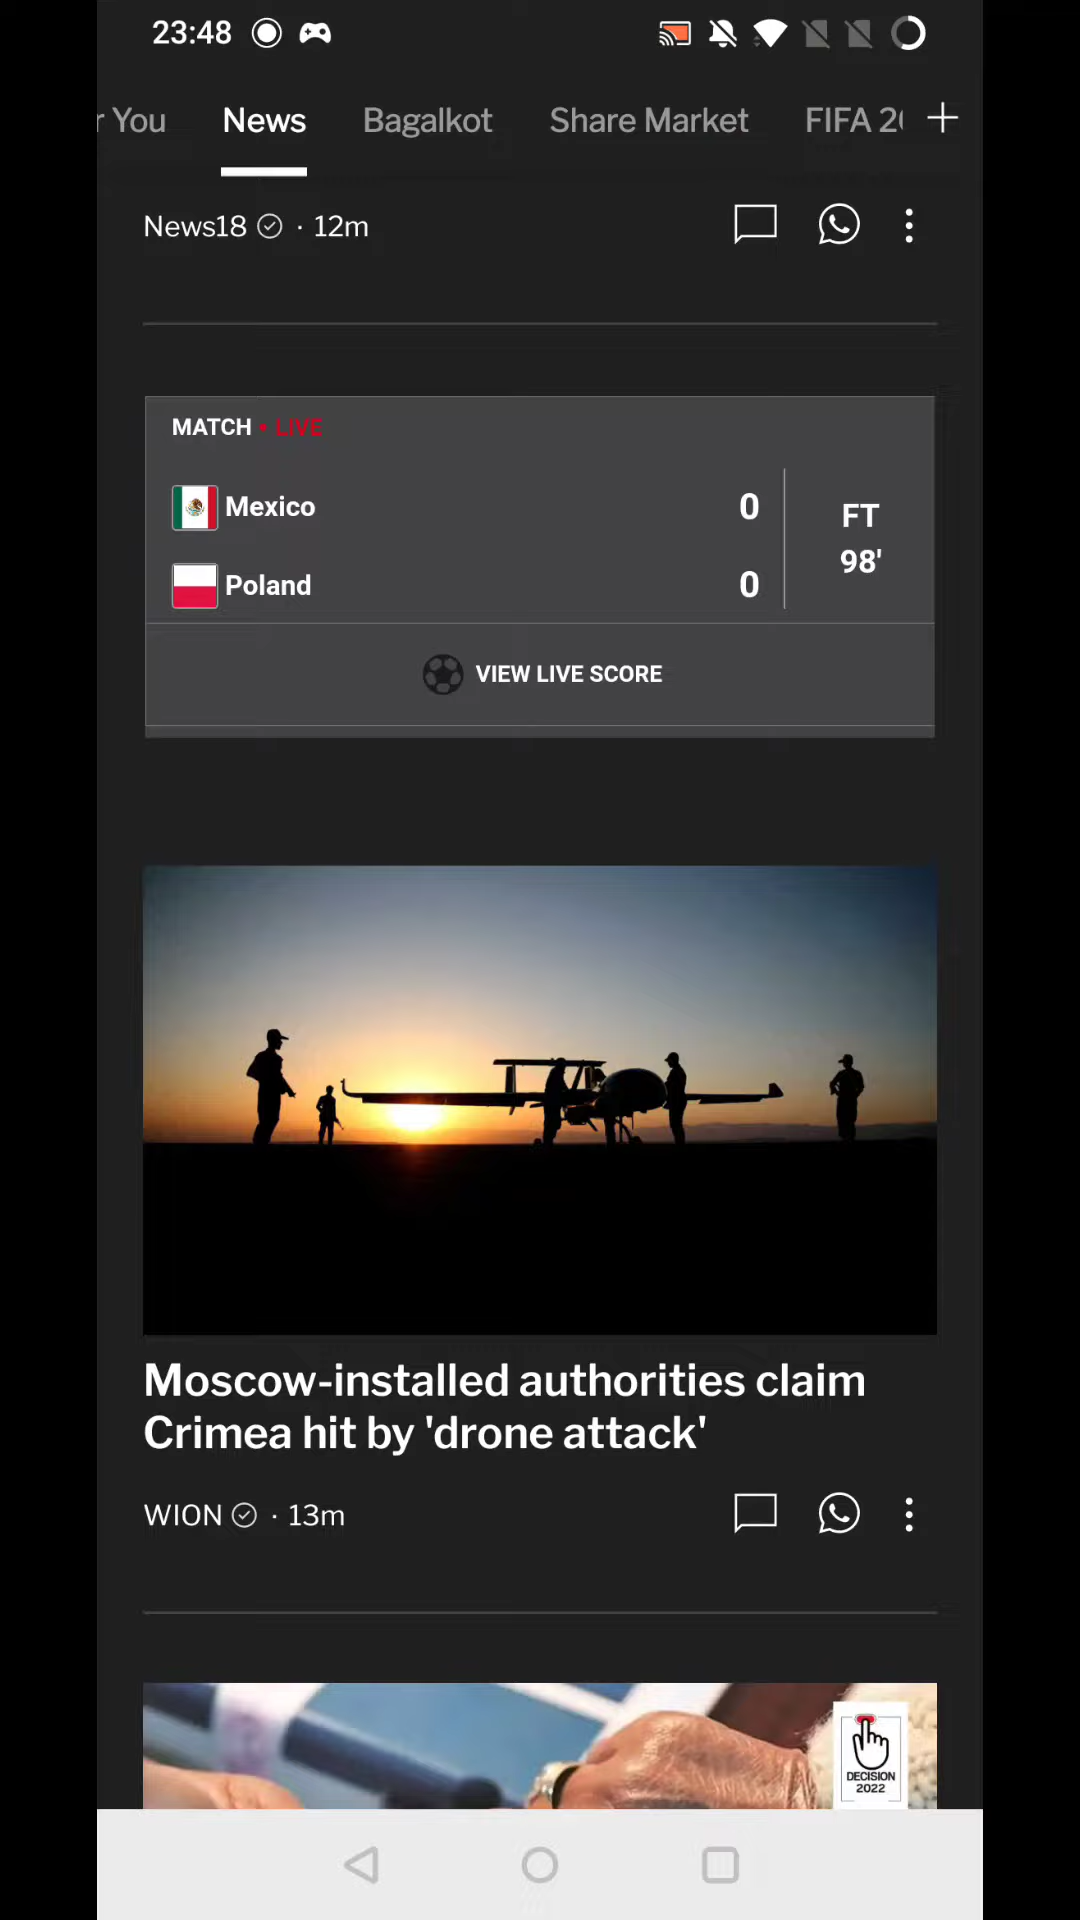 23:48
r You News Bagalkot Share Market FIFA 20
News18 · 12m
MATCH • LIVE
Mexico 0
FT
98'
Poland 0
VIEW LIVE SCORE
Moscow-installed authorities claim
Crimea hit by 'drone attack'
WION · 13m
DECISION
2022